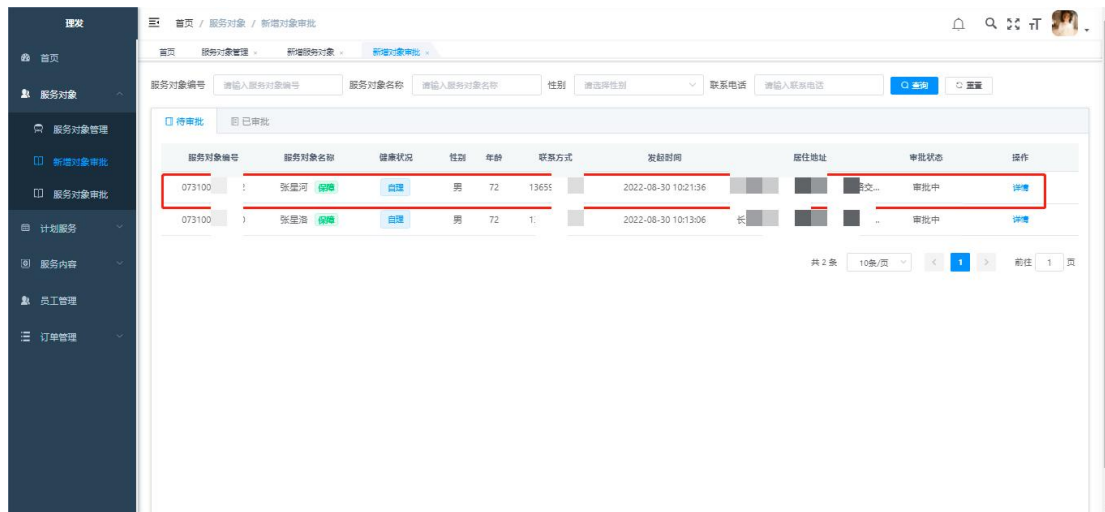 理发
首页 / 服务对象 / 新增对象审批
首页
服务对象管理 ×
新增服务对象 ×
新增对象审批 ×
首页
服务对象
服务对象管理
新增对象审批
服务对象审批
计划服务
服务内容
员工管理
订单管理
服务对象编号 请输入服务对象编号 服务对象名称 请输入服务对象名称 性别 请选择性别 联系电话 请输入联系电话 查询 重置
待审批 已审批
服务对象编号 服务对象名称 健康状况 性别 年龄 联系方式 发起时间 居住地址 审批状态 操作
073100 张星河 保障 自理 男 72 13659 2022-08-30 10:21:36 交... 审批中 详情
073100 张星洛 保障 自理 男 72 1 2022-08-30 10:13:06 长 审批中 详情
共 2 条 10条/页 < 1 > 前往 1 页